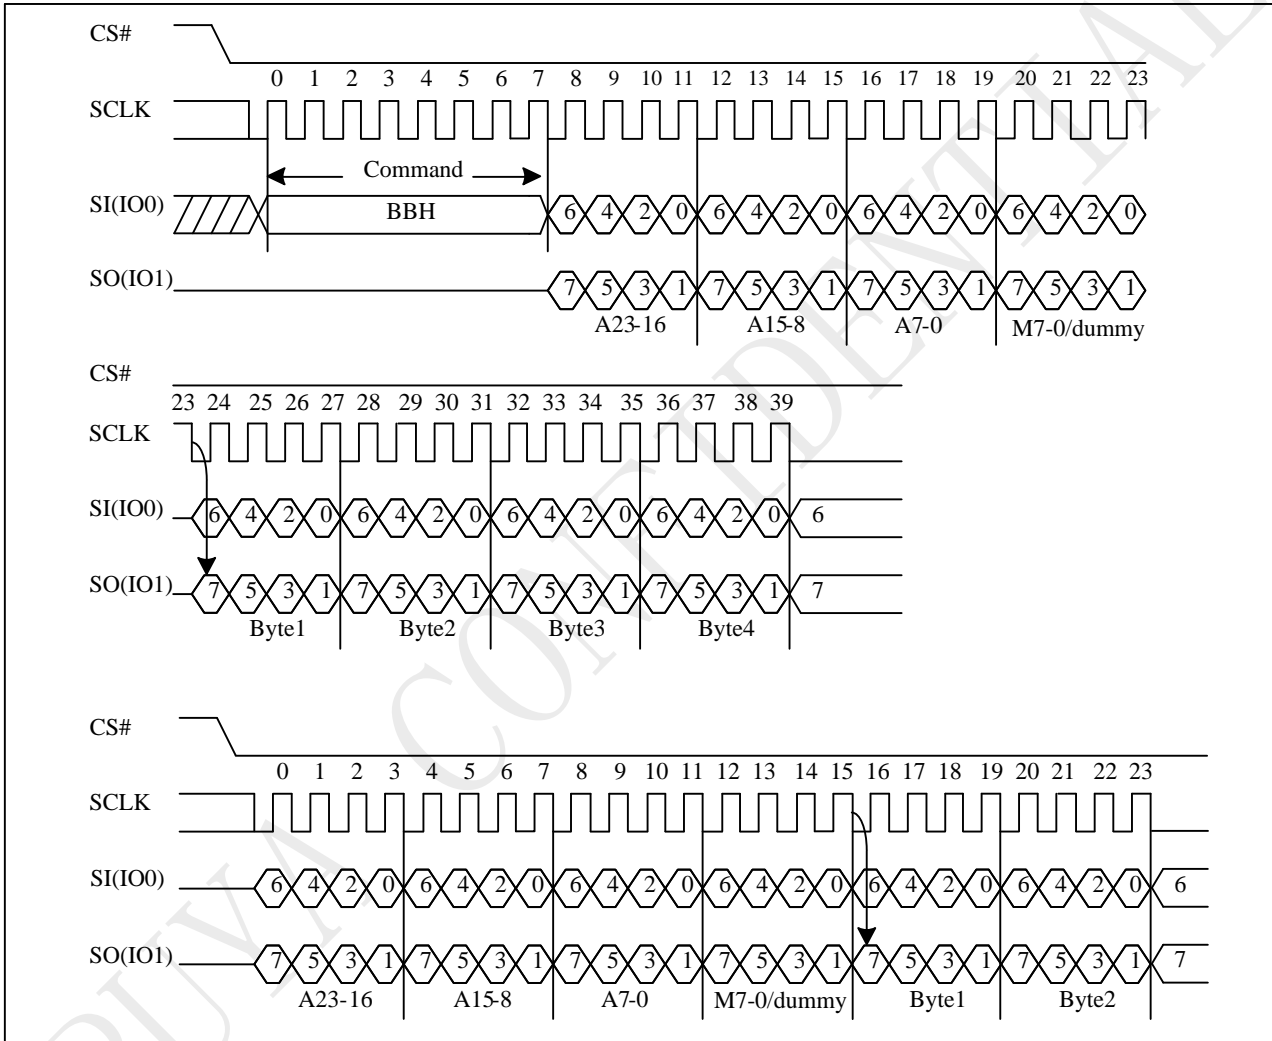 CS#
0 1 2 3 4 5 6 7 8 9 10 11 12 13 14 15 16 17 18 19 20 21 22 23
SCLK
Command
SI(IO0) BBH 6 4 2 0 6 4 2 0 6 4 2 0 6 4 2 0
SO(IO1) 7 5 3 1 7 5 3 1 7 5 3 1 7 5 3 1
A23-16 A15-8 A7-0 M7-0/dummy
CS#
23 24 25 26 27 28 29 30 31 32 33 34 35 36 37 38 39
SCLK
SI(IO0) 6 4 2 0 6 4 2 0 6 4 2 0 6 4 2 0 6
SO(IO1) 7 5 3 1 7 5 3 1 7 5 3 1 7 5 3 1 7
Byte1 Byte2 Byte3 Byte4
CS#
0 1 2 3 4 5 6 7 8 9 10 11 12 13 14 15 16 17 18 19 20 21 22 23
SCLK
SI(IO0) 6 4 2 0 6 4 2 0 6 4 2 0 6 4 2 0 6 4 2 0 6 4 2 0 6
SO(IO1) 7 5 3 1 7 5 3 1 7 5 3 1 7 5 3 1 7 5 3 1 7 5 3 1 7
A23-16 A15-8 A7-0 M7-0/dummy Byte1 Byte2
PUYA CONFIDENTIAL